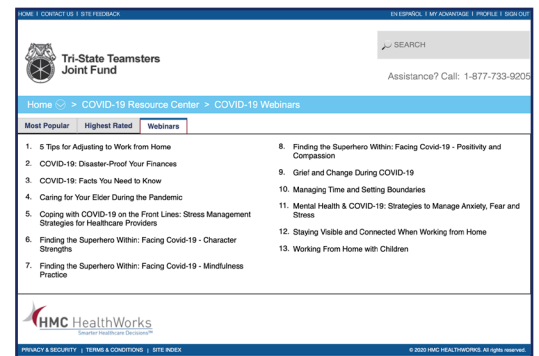 HOME | CONTACT US | SITE FEEDBACK
EN ESPAÑOL | MY ADVANTAGE | PROFILE | SIGN OUT
SEARCH
Tri-State Teamsters
Joint Fund
Assistance? Call: 1-877-733-9205
Home > COVID-19 Resource Center > COVID-19 Webinars
Most Popular Highest Rated Webinars
1. 5 Tips for Adjusting to Work from Home
2. COVID-19: Disaster-Proof Your Finances
3. COVID-19: Facts You Need to Know
4. Caring for Your Elder During the Pandemic
5. Coping with COVID-19 on the Front Lines: Stress Management
Strategies for Healthcare Providers
6. Finding the Superhero Within: Facing Covid-19 - Character
Strengths
7. Finding the Superhero Within: Facing Covid-19 - Mindfulness
Practice
8. Finding the Superhero Within: Facing Covid-19 - Positivity and
Compassion
9. Grief and Change During COVID-19
10. Managing Time and Setting Boundaries
11. Mental Health & COVID-19: Strategies to Manage Anxiety, Fear and
Stress
12. Staying Visible and Connected When Working from Home
13. Working From Home with Children
HMC HealthWorks
Smarter Healthcare Decisions℠
PRIVACY & SECURITY | TERMS & CONDITIONS | SITE INDEX
© 2020 HMC HEALTHWORKS. All rights reserved.